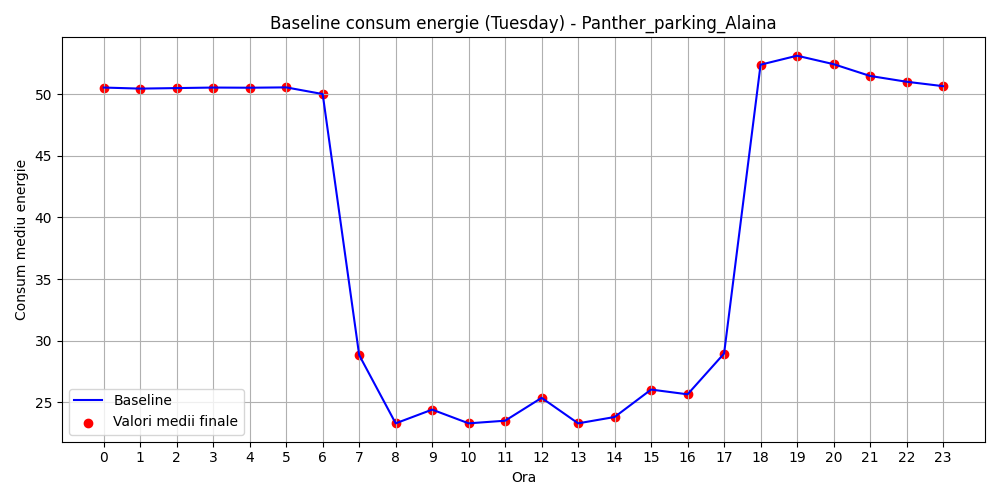 Baseline consum energie (Tuesday) - Panther_parking_Alaina
Consum mediu energie
50
45
40
35
30
25
Baseline
Valori medii finale
0 1 2 3 4 5 6 7 8 9 10 11 12 13 14 15 16 17 18 19 20 21 22 23
Ora